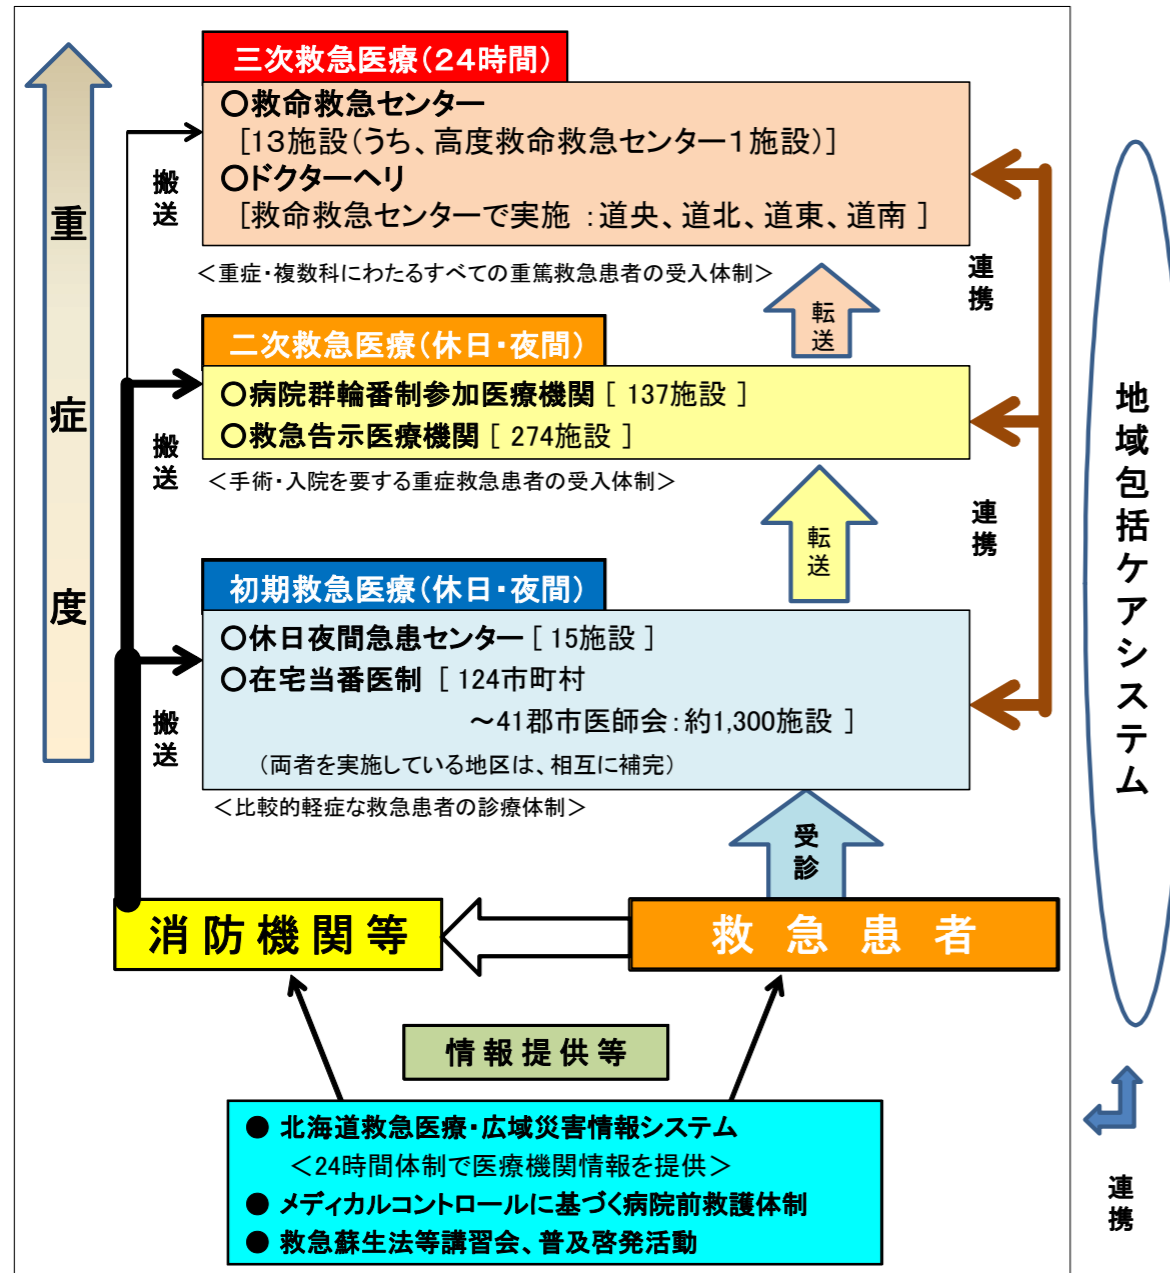 三次救急医療(24時間)
○救命救急センター
[13施設(うち、高度救命救急センター1施設)]
○ドクターヘリ
[救命救急センターで実施 :道央、道北、道東、道南 ]
<重症・複数科にわたるすべての重篤救急患者の受入体制>
搬送
転送
連携
二次救急医療(休日・夜間)
○病院群輪番制参加医療機関 [ 137施設 ]
○救急告示医療機関 [ 274施設 ]
<手術・入院を要する重症救急患者の受入体制>
搬送
転送
連携
初期救急医療(休日・夜間)
○休日夜間急患センター [ 15施設 ]
○在宅当番医制 [ 124市町村
～41郡市医師会:約1,300施設 ]
(両者を実施している地区は、相互に補完)
<比較的軽症な救急患者の診療体制>
搬送
受診
重症度
地域包括ケアシステム
消防機関等
救急患者
情報提供等
● 北海道救急医療・広域災害情報システム
<24時間体制で医療機関情報を提供>
● メディカルコントロールに基づく病院前救護体制
● 救急蘇生法等講習会、普及啓発活動
連携